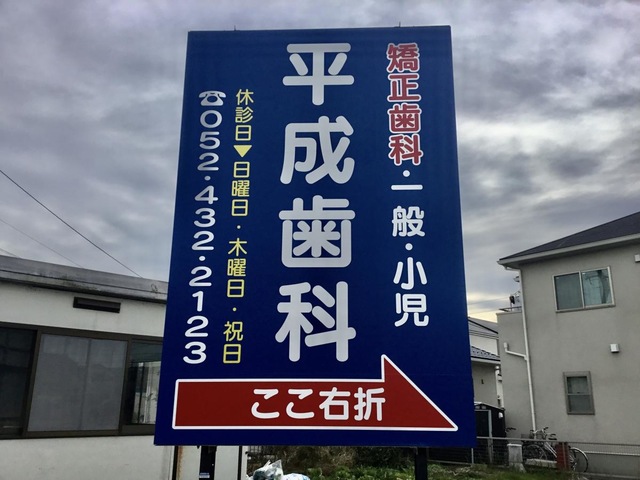 矯正歯科・一般・小児
平成歯科
休診日▼日曜日・木曜日・祝日
☎052・432・2123
ここ右折